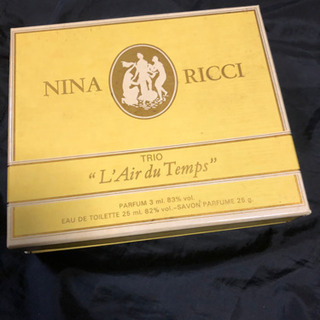 NINA RICCI
TRIO
"L'Air du Temps"
PARFUM 3 ml. 83% vol.
EAU DE TOILETTE 25 ml. 82% vol.-SAVON PARFUMÉ 25 g.